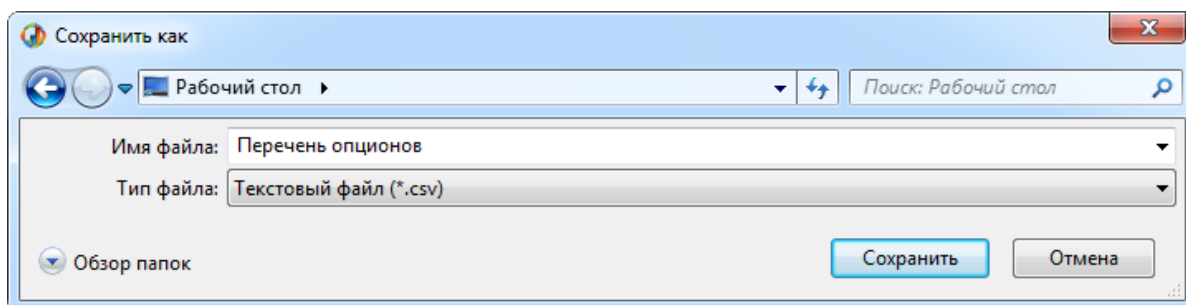 Сохранить как
Рабочий стол
Поиск: Рабочий стол
Имя файла: Перечень опционов
Тип файла: Текстовый файл (*.csv)
Обзор папок
Сохранить
Отмена